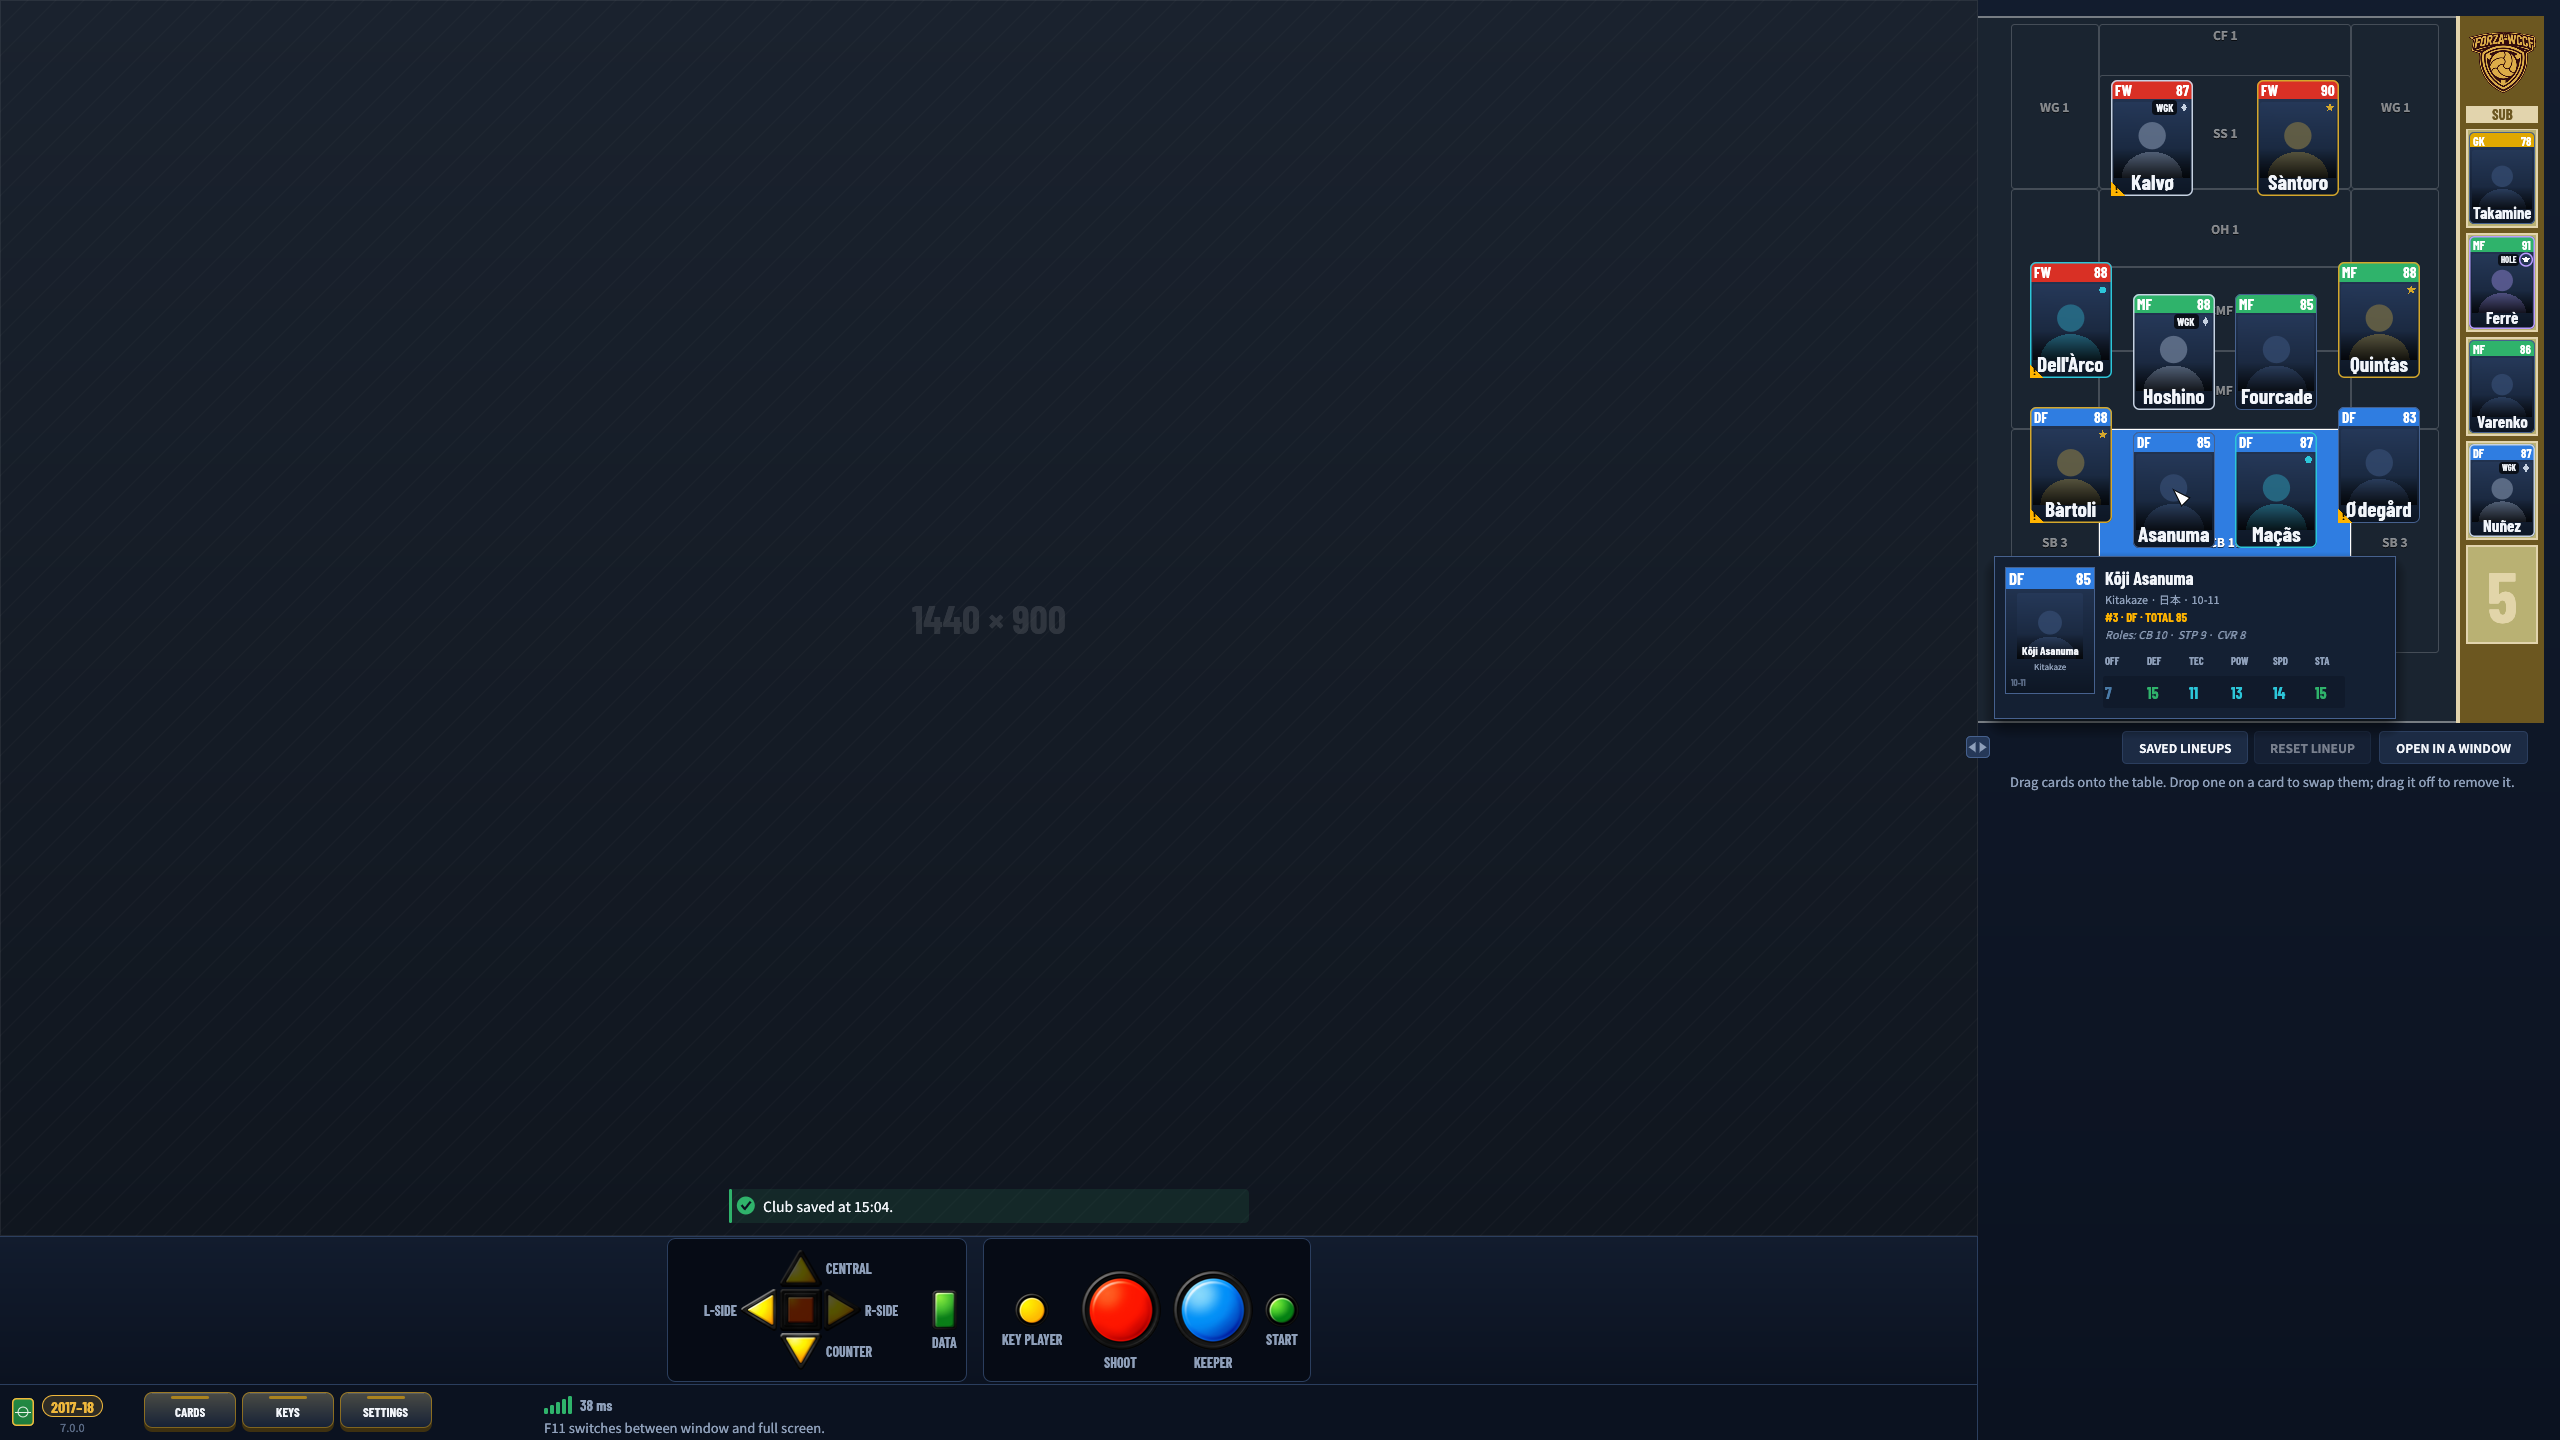 1440 × 900
Club saved at 15:04.
CENTRAL
L-SIDE
R-SIDE
COUNTER
DATA
KEY PLAYER
SHOOT
KEEPER
START
2017-18
7.0.0
CARDS
KEYS
SETTINGS
38 ms
F11 switches between window and full screen.
CF 1
WG 1
WG 1
SS 1
FW 87
WGK
Kalvø
FW 90
Sàntoro
OH 1
FW 88
Dell'Àrco
MF 88
WGK
Hoshino
MF
MF
MF 85
Fourcade
MF 88
Quintàs
DF 88
Bàrtoli
DF 85
Asanuma
DF 87
Maçãs
DF 83
Ødegård
SB 3
CB 1
SB 3
DF 85
Kōji Asanuma
Kitakaze
10-11
Kōji Asanuma
Kitakaze · 日本 · 10-11
#3 · DF · TOTAL 85
Roles: CB 10 · STP 9 · CVR 8
OFF DEF TEC POW SPD STA
7 15 11 13 14 15
FORZA-WCCF
SUB
GK 78
Takamine
MF 91
HOLE
Ferrè
MF 86
Varenko
DF 87
WGK
Nuñez
5
SAVED LINEUPS
RESET LINEUP
OPEN IN A WINDOW
Drag cards onto the table. Drop one on a card to swap them; drag it off to remove it.